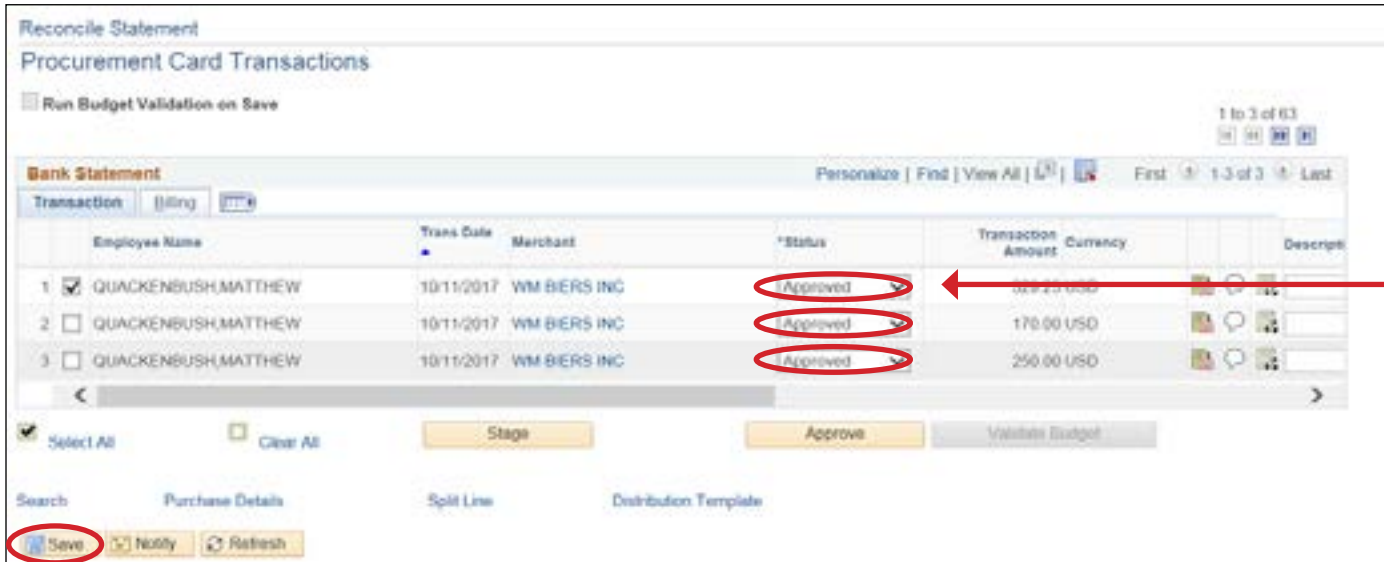 Reconcile Statement
Procurement Card Transactions
Run Budget Validation on Save
1 to 3 of 63
Bank Statement Personalize | Find | View All | First 1-3 of 3 Last
Transaction Billing
Employee Name Trans Date Merchant *Status Transaction Amount Currency Descripti
1 QUACKENBUSH,MATTHEW 10/11/2017 WM BIERS INC Approved USD
2 QUACKENBUSH,MATTHEW 10/11/2017 WM BIERS INC Approved 170.00 USD
3 QUACKENBUSH,MATTHEW 10/11/2017 WM BIERS INC Approved 250.00 USD
Select All Clear All Stage Approve Validate Budget
Search Purchase Details Split Line Distribution Template
Save Notify Refresh